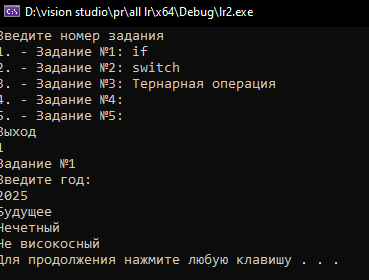 D:\vision studio\pr\all lr\x64\Debug\lr2.exe
Введите номер задания
1. - Задание №1: if
2. - Задание №2: switch
3. - Задание №3: Тернарная операция
4. - Задание №4:
5. - Задание №5:
Выход
1
Задание №1
Введите год:
2025
Будущее
Нечетный
Не високосный
Для продолжения нажмите любую клавишу . . .